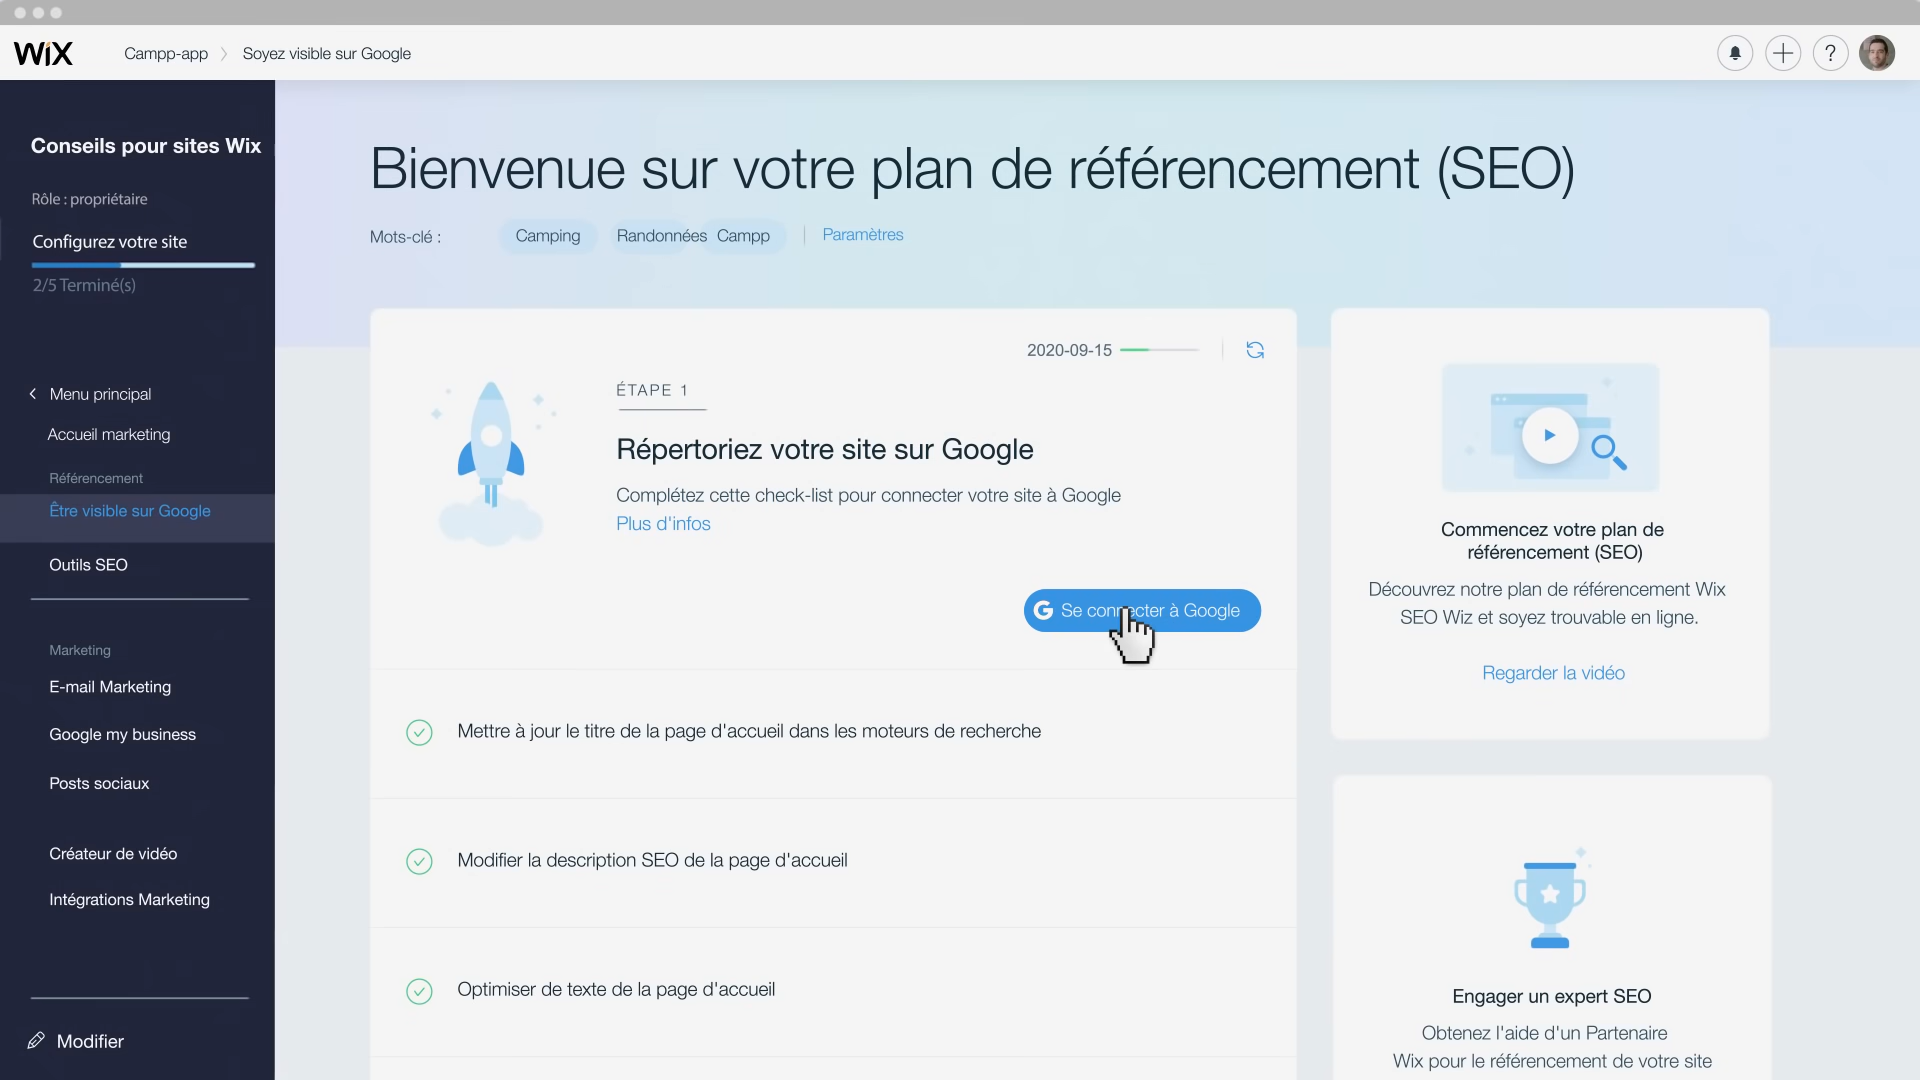 WiX
Campp-app
Soyez visible sur Google
?
Conseils pour sites Wix
Rôle : propriétaire
Configurez votre site
2/5 Terminé(s)
Menu principal
Accueil marketing
Référencement
Être visible sur Google
Outils SEO
Marketing
E-mail Marketing
Google my business
Posts sociaux
Créateur de vidéo
Intégrations Marketing
Modifier
Bienvenue sur votre plan de référencement (SEO)
Mots-clé :
Camping
Randonnées
Campp
Paramètres
2020-09-15
ÉTAPE 1
Répertoriez votre site sur Google
Complétez cette check-list pour connecter votre site à Google
Plus d'infos
G Se connecter à Google
Mettre à jour le titre de la page d'accueil dans les moteurs de recherche
Modifier la description SEO de la page d'accueil
Optimiser de texte de la page d'accueil
Commencez votre plan de
référencement (SEO)
Découvrez notre plan de référencement Wix
SEO Wiz et soyez trouvable en ligne.
Regarder la vidéo
Engager un expert SEO
Obtenez l'aide d'un Partenaire
Wix pour le référencement de votre site